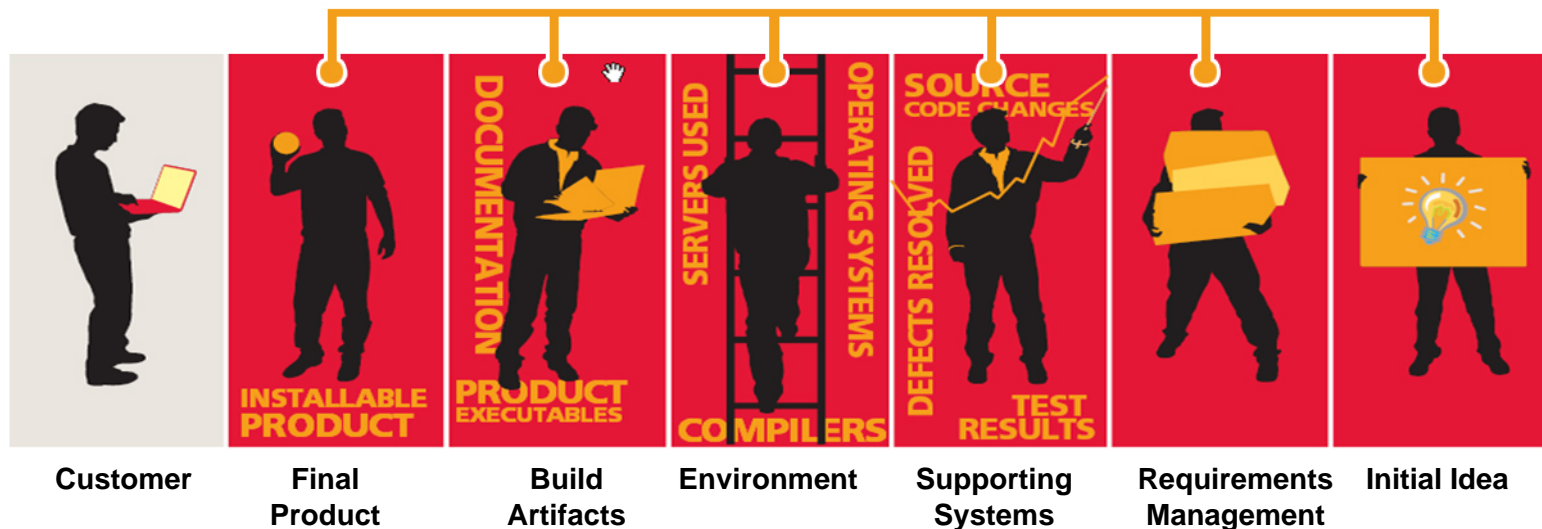 INSTALLABLE
PRODUCT
DOCUMENTATION
PRODUCT
EXECUTABLES
SERVERS USED
OPERATING SYSTEMS
COMPILERS
SOURCE
CODE CHANGES
DEFECTS RESOLVED
TEST
RESULTS
Customer
Final
Product
Build
Artifacts
Environment
Supporting
Systems
Requirements
Management
Initial Idea